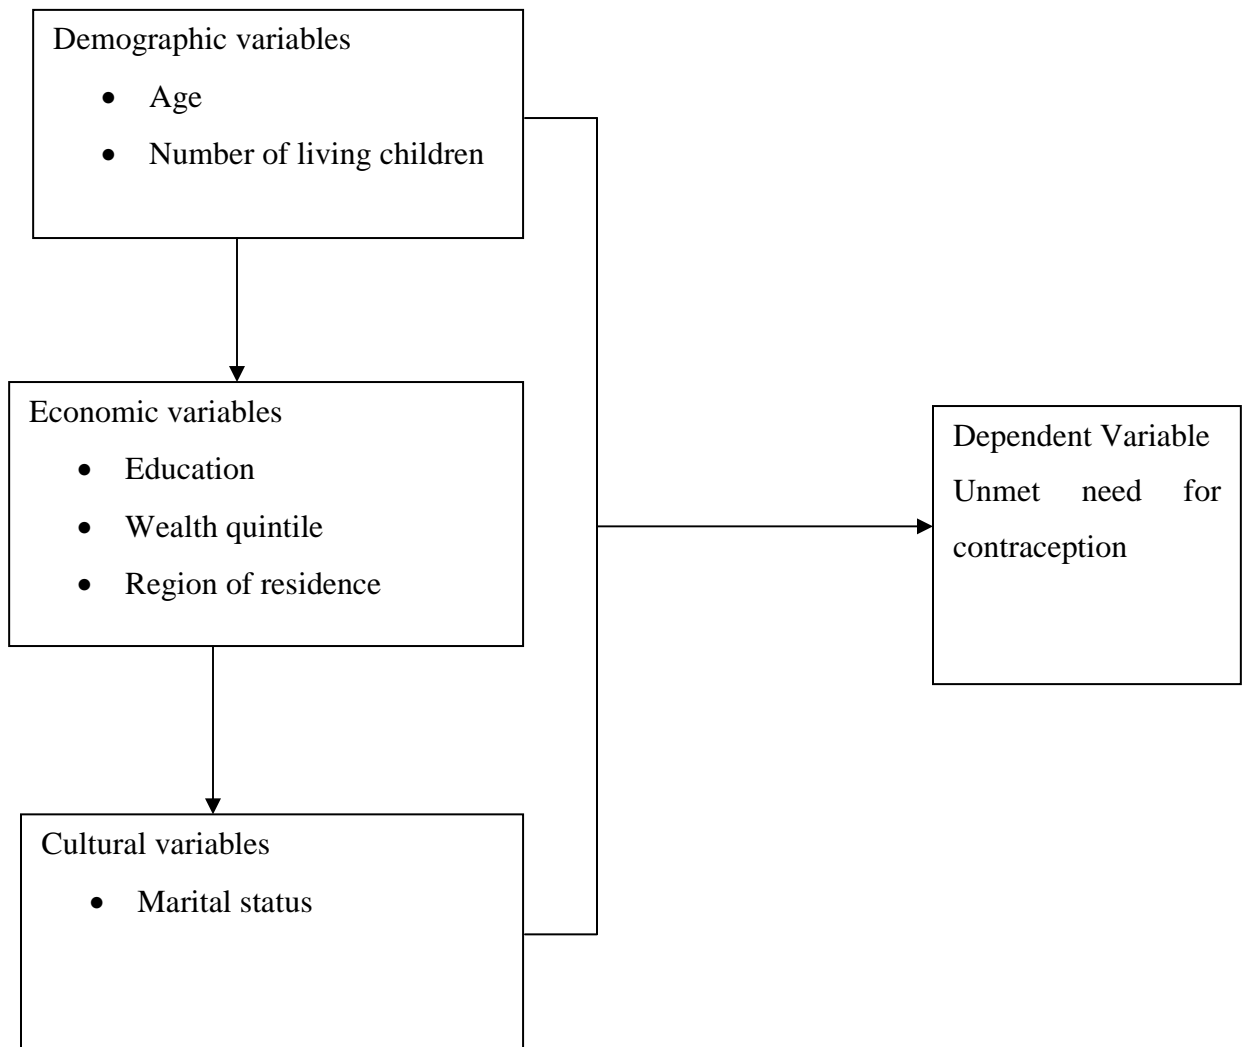 Demographic variables
• Age
• Number of living children
Economic variables
• Education
• Wealth quintile
• Region of residence
Cultural variables
• Marital status
Dependent Variable
Unmet need for
contraception